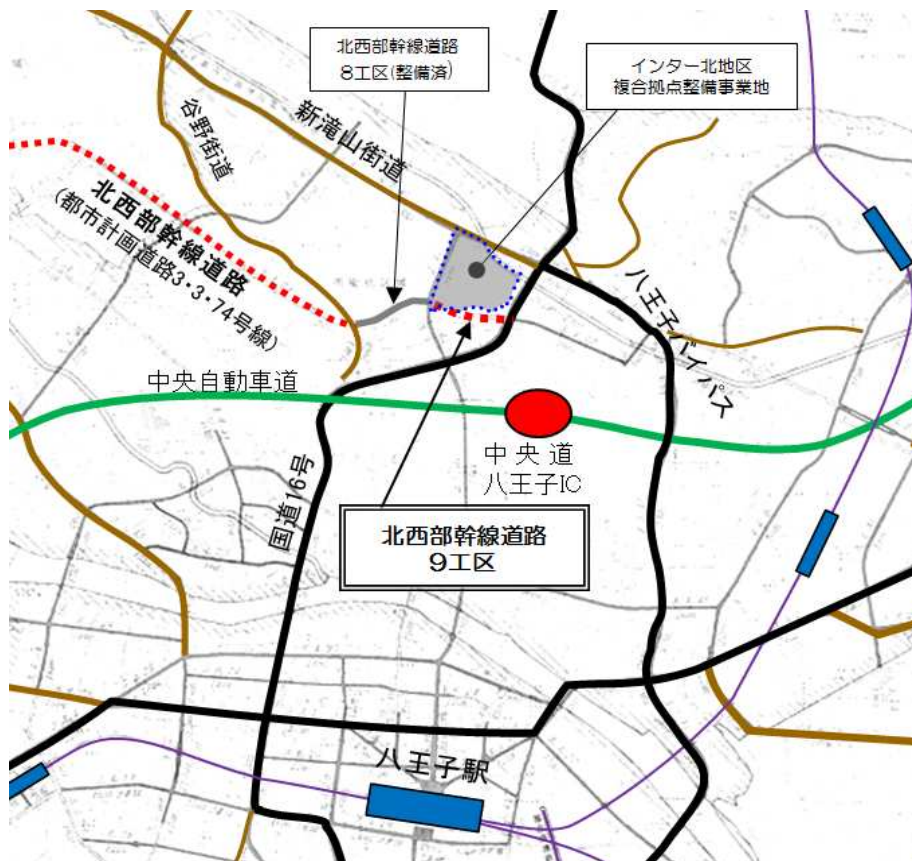 北西部幹線道路
8工区(整備済)
インター北地区
複合拠点整備事業地
新滝山街道
谷野街道
北西部幹線道路
(都市計画道路3・3・74号線)
八王子バイパス
中央自動車道
中央道
八王子IC
国道16号
北西部幹線道路
9工区
八王子駅